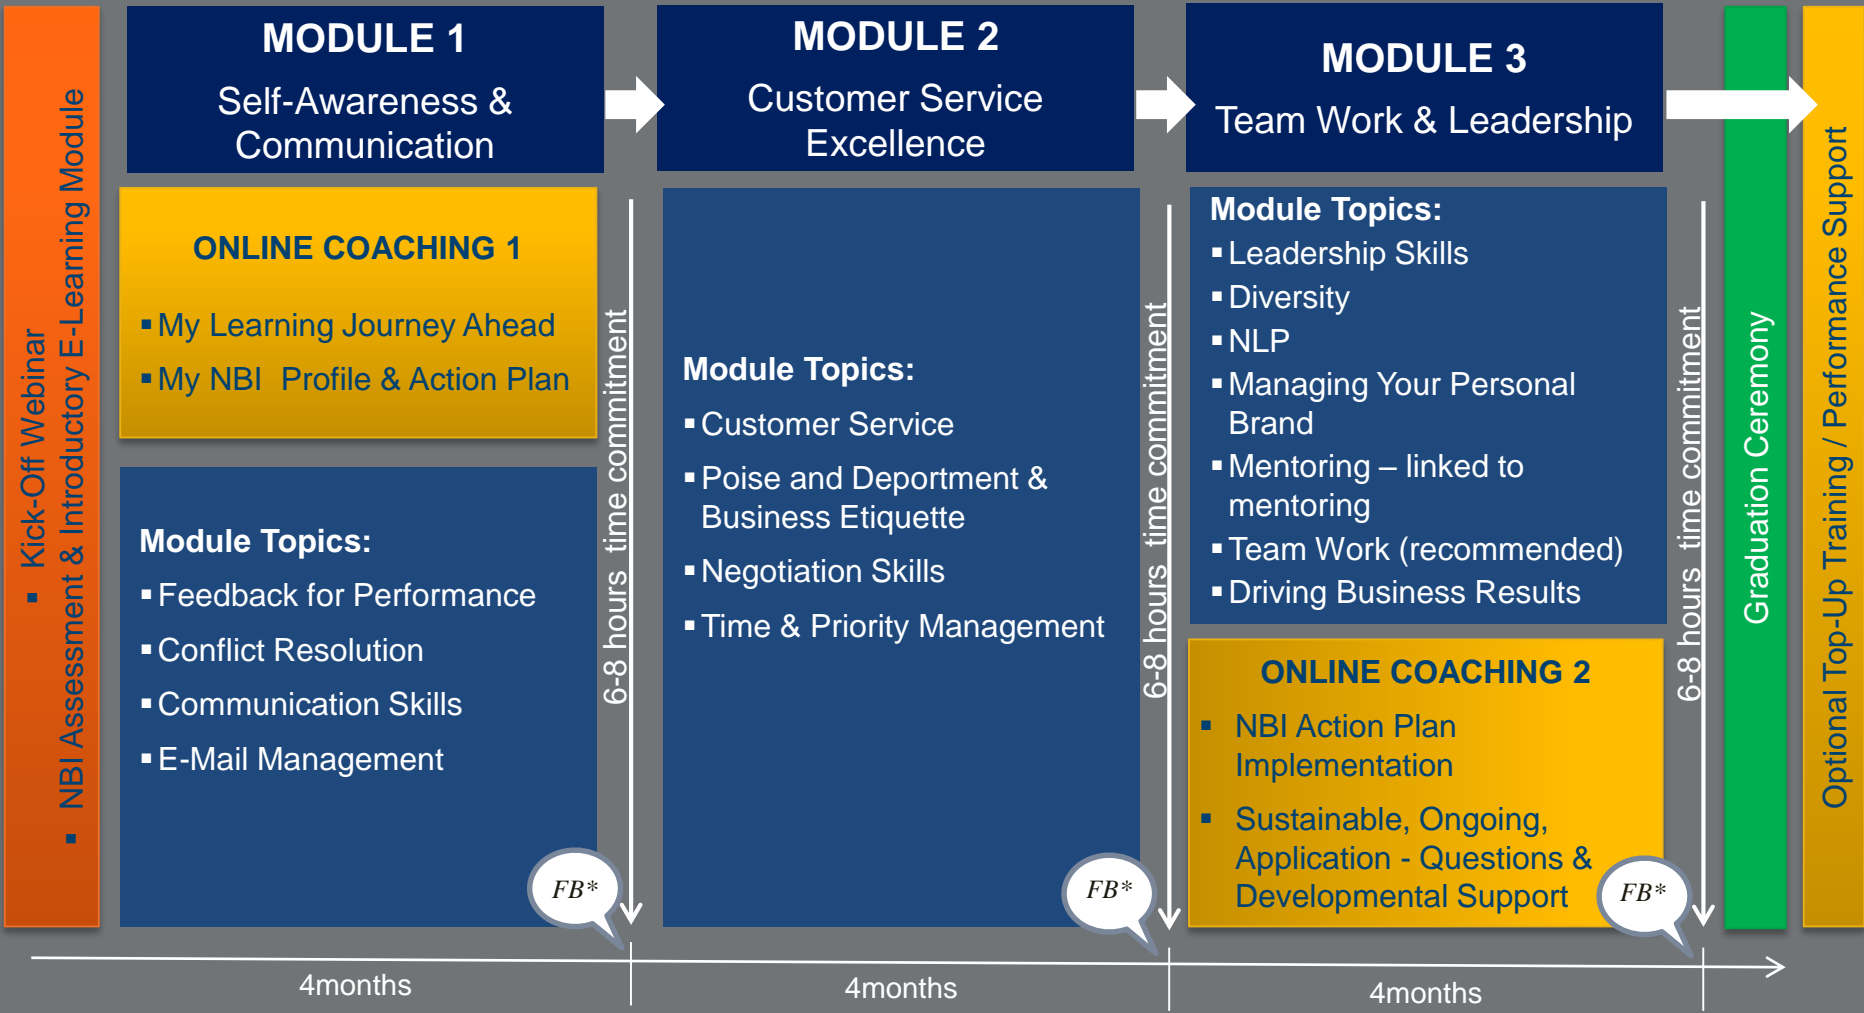 ▪ Kick-Off Webinar
▪ NBI Assessment & Introductory E-Learning Module
MODULE 1
Self-Awareness &
Communication
ONLINE COACHING 1
▪ My Learning Journey Ahead
▪ My NBI  Profile & Action Plan
Module Topics:
▪ Feedback for Performance
▪ Conflict Resolution
▪ Communication Skills
▪ E-Mail Management
FB*
6-8 hours  time commitment
MODULE 2
Customer Service
Excellence
Module Topics:
▪ Customer Service
▪ Poise and Deportment &
Business Etiquette
▪ Negotiation Skills
▪ Time & Priority Management
FB*
6-8 hours  time commitment
MODULE 3
Team Work & Leadership
Module Topics:
▪ Leadership Skills
▪ Diversity
▪ NLP
▪ Managing Your Personal
Brand
▪ Mentoring – linked to
mentoring
▪ Team Work (recommended)
▪ Driving Business Results
ONLINE COACHING 2
▪ NBI Action Plan
Implementation
▪ Sustainable, Ongoing,
Application - Questions &
Developmental Support
FB*
6-8 hours  time commitment
Graduation Ceremony
Optional Top-Up Training / Performance Support
4months
4months
4months